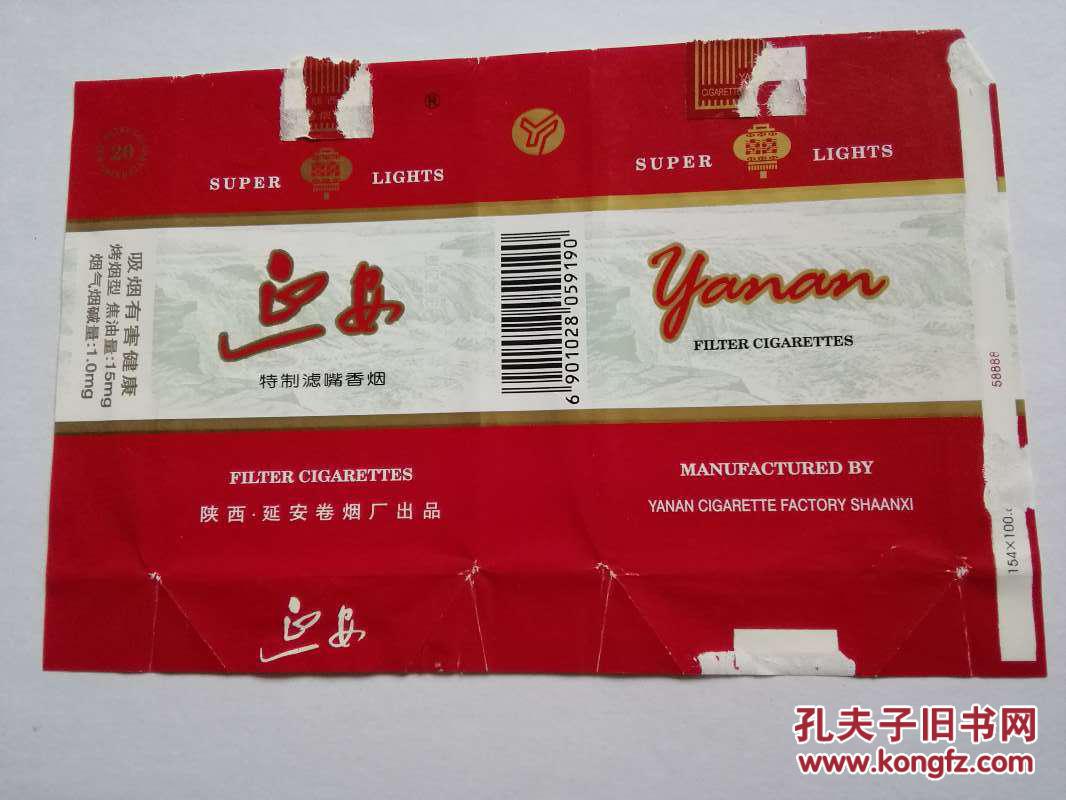 CIGARETTE
®
20
SUPER LIGHTS
SUPER LIGHTS
吸烟有害健康
烤烟型 焦油量:15mg
烟气烟碱量:1.0mg
延安
特制滤嘴香烟
6 901028 059190
Yanan
FILTER CIGARETTES
58888
FILTER CIGARETTES
陕西·延安卷烟厂出品
MANUFACTURED BY
YANAN CIGARETTE FACTORY SHAANXI
154×100
延安
孔夫子旧书网
www.kongfz.com